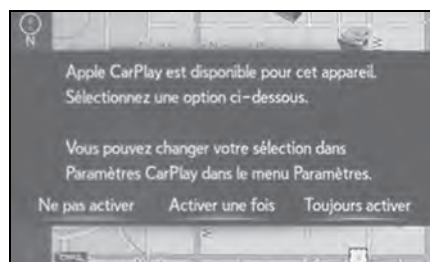 N
Apple CarPlay est disponible pour cet appareil.
Sélectionnez une option ci-dessous.
Vous pouvez changer votre sélection dans
Paramètres CarPlay dans le menu Paramètres.
Ne pas activer Activer une fois Toujours activer